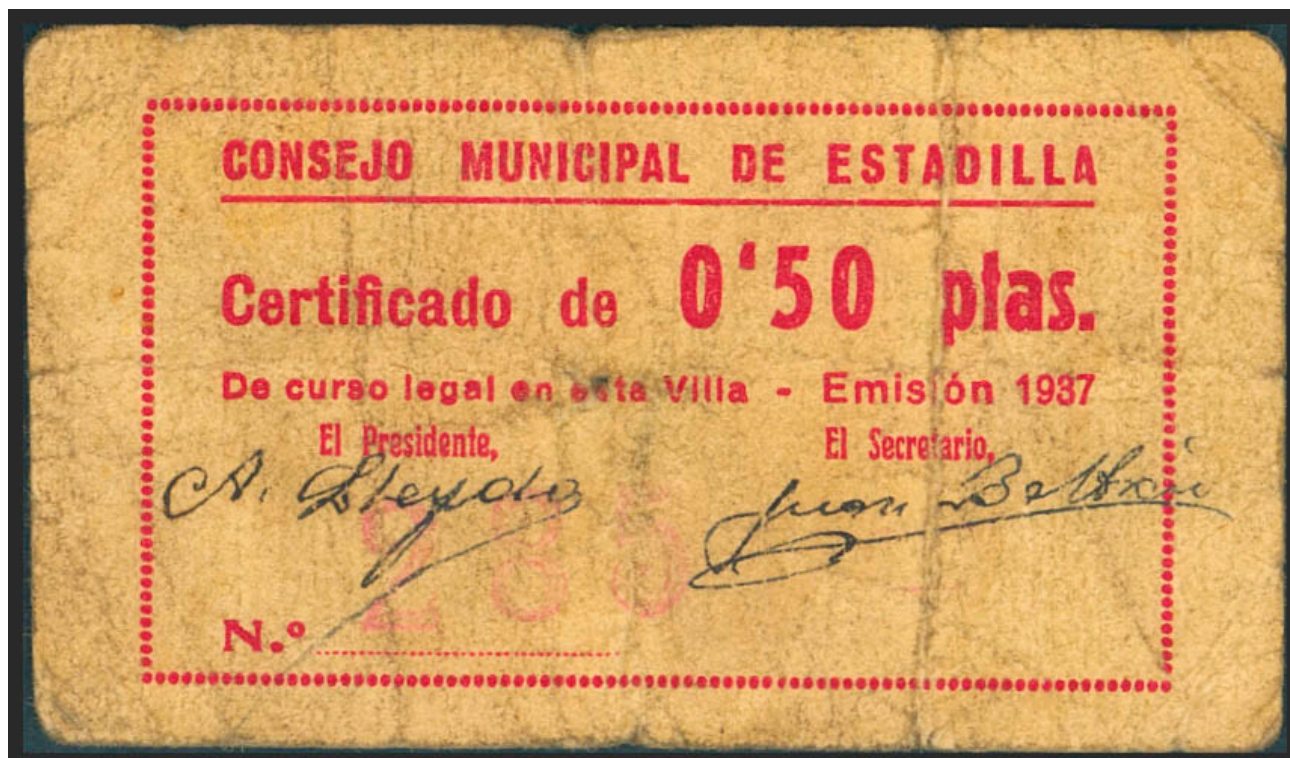 CONSEJO MUNICIPAL DE ESTADILLA
Certificado de 0'50 ptas.
De curso legal en esta Villa - Emisión 1937
El Presidente, El Secretario,
A. Juan Beltrán
285
N.º